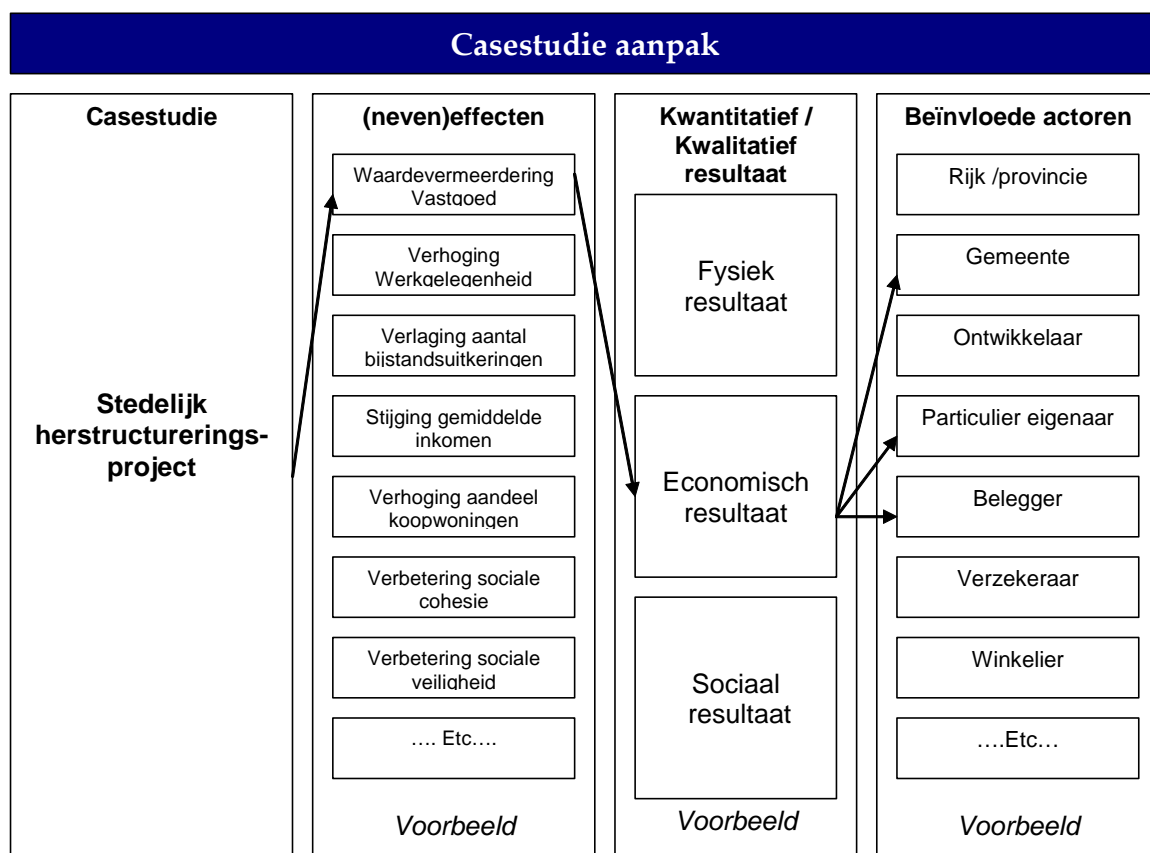 Casestudie aanpak
Casestudie
Stedelijk
herstructurerings-
project
(neven)effecten
Waardevermeerdering
Vastgoed
Verhoging
Werkgelegenheid
Verlaging aantal
bijstandsuitkeringen
Stijging gemiddelde
inkomen
Verhoging aandeel
koopwoningen
Verbetering sociale
cohesie
Verbetering sociale
veiligheid
…. Etc….
Voorbeeld
Kwantitatief /
Kwalitatief
resultaat
Fysiek
resultaat
Economisch
resultaat
Sociaal
resultaat
Voorbeeld
Beïnvloede actoren
Rijk /provincie
Gemeente
Ontwikkelaar
Particulier eigenaar
Belegger
Verzekeraar
Winkelier
….Etc…
Voorbeeld